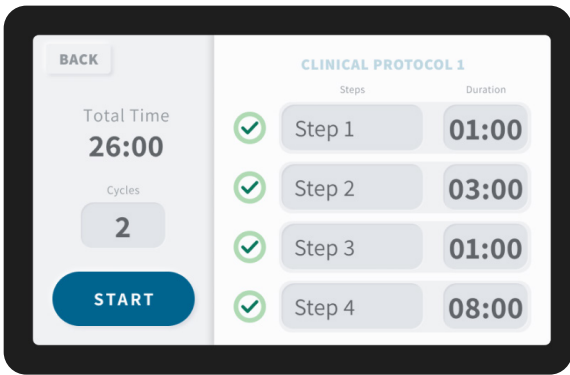 BACK
Total Time
26:00
Cycles
2
START
CLINICAL PROTOCOL 1
Steps Duration
Step 1 01:00
Step 2 03:00
Step 3 01:00
Step 4 08:00